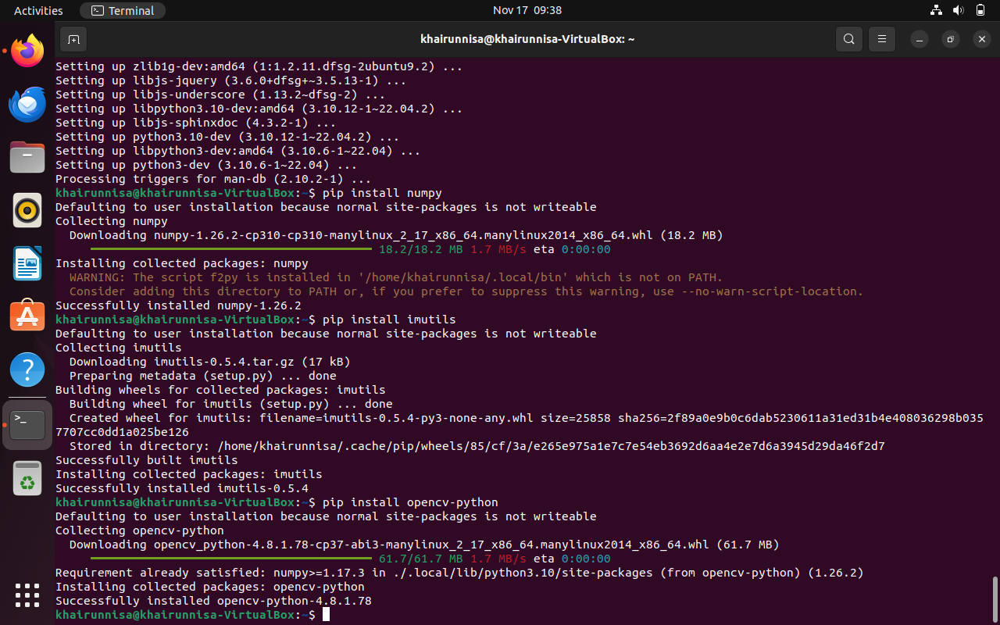 Activities
Terminal
Nov 17 09:38
khairunnisa@khairunnisa-VirtualBox: ~
Setting up zlib1g-dev:amd64 (1:1.2.11.dfsg-2ubuntu9.2) ...
Setting up libjs-jquery (3.6.0+dfsg+~3.5.13-1) ...
Setting up libjs-underscore (1.13.2~dfsg-2) ...
Setting up libpython3.10-dev:amd64 (3.10.12-1~22.04.2) ...
Setting up libjs-sphinxdoc (4.3.2-1) ...
Setting up python3.10-dev (3.10.12-1~22.04.2) ...
Setting up libpython3-dev:amd64 (3.10.6-1~22.04) ...
Setting up python3-dev (3.10.6-1~22.04) ...
Processing triggers for man-db (2.10.2-1) ...
khairunnisa@khairunnisa-VirtualBox:~$ pip install numpy
Defaulting to user installation because normal site-packages is not writeable
Collecting numpy
  Downloading numpy-1.26.2-cp310-cp310-manylinux_2_17_x86_64.manylinux2014_x86_64.whl (18.2 MB)
18.2/18.2 MB 1.7 MB/s eta 0:00:00
Installing collected packages: numpy
  WARNING: The script f2py is installed in '/home/khairunnisa/.local/bin' which is not on PATH.
  Consider adding this directory to PATH or, if you prefer to suppress this warning, use --no-warn-script-location.
Successfully installed numpy-1.26.2
khairunnisa@khairunnisa-VirtualBox:~$ pip install imutils
Defaulting to user installation because normal site-packages is not writeable
Collecting imutils
  Downloading imutils-0.5.4.tar.gz (17 kB)
  Preparing metadata (setup.py) ... done
Building wheels for collected packages: imutils
  Building wheel for imutils (setup.py) ... done
  Created wheel for imutils: filename=imutils-0.5.4-py3-none-any.whl size=25858 sha256=2f89a0e9b0c6dab5230611a31ed31b4e408036298b035
7707cc0dd1a025be126
  Stored in directory: /home/khairunnisa/.cache/pip/wheels/85/cf/3a/e265e975a1e7c7e54eb3692d6aa4e2e7d6a3945d29da46f2d7
Successfully built imutils
Installing collected packages: imutils
Successfully installed imutils-0.5.4
khairunnisa@khairunnisa-VirtualBox:~$ pip install opencv-python
Defaulting to user installation because normal site-packages is not writeable
Collecting opencv-python
  Downloading opencv_python-4.8.1.78-cp37-abi3-manylinux_2_17_x86_64.manylinux2014_x86_64.whl (61.7 MB)
61.7/61.7 MB 1.7 MB/s eta 0:00:00
Requirement already satisfied: numpy>=1.17.3 in ./.local/lib/python3.10/site-packages (from opencv-python) (1.26.2)
Installing collected packages: opencv-python
Successfully installed opencv-python-4.8.1.78
khairunnisa@khairunnisa-VirtualBox:~$